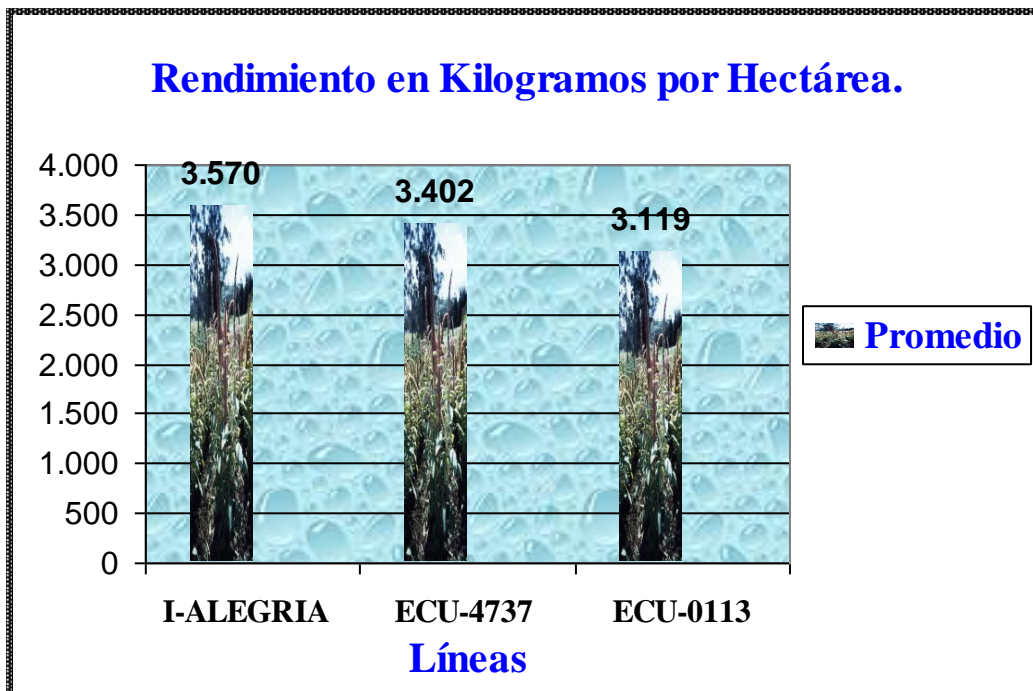 Rendimiento en Kilogramos por Hectárea.
4.000
3.500
3.000
2.500
2.000
1.500
1.000
500
0
3.570
3.402
3.119
I-ALEGRIA
ECU-4737
ECU-0113
Líneas
Promedio